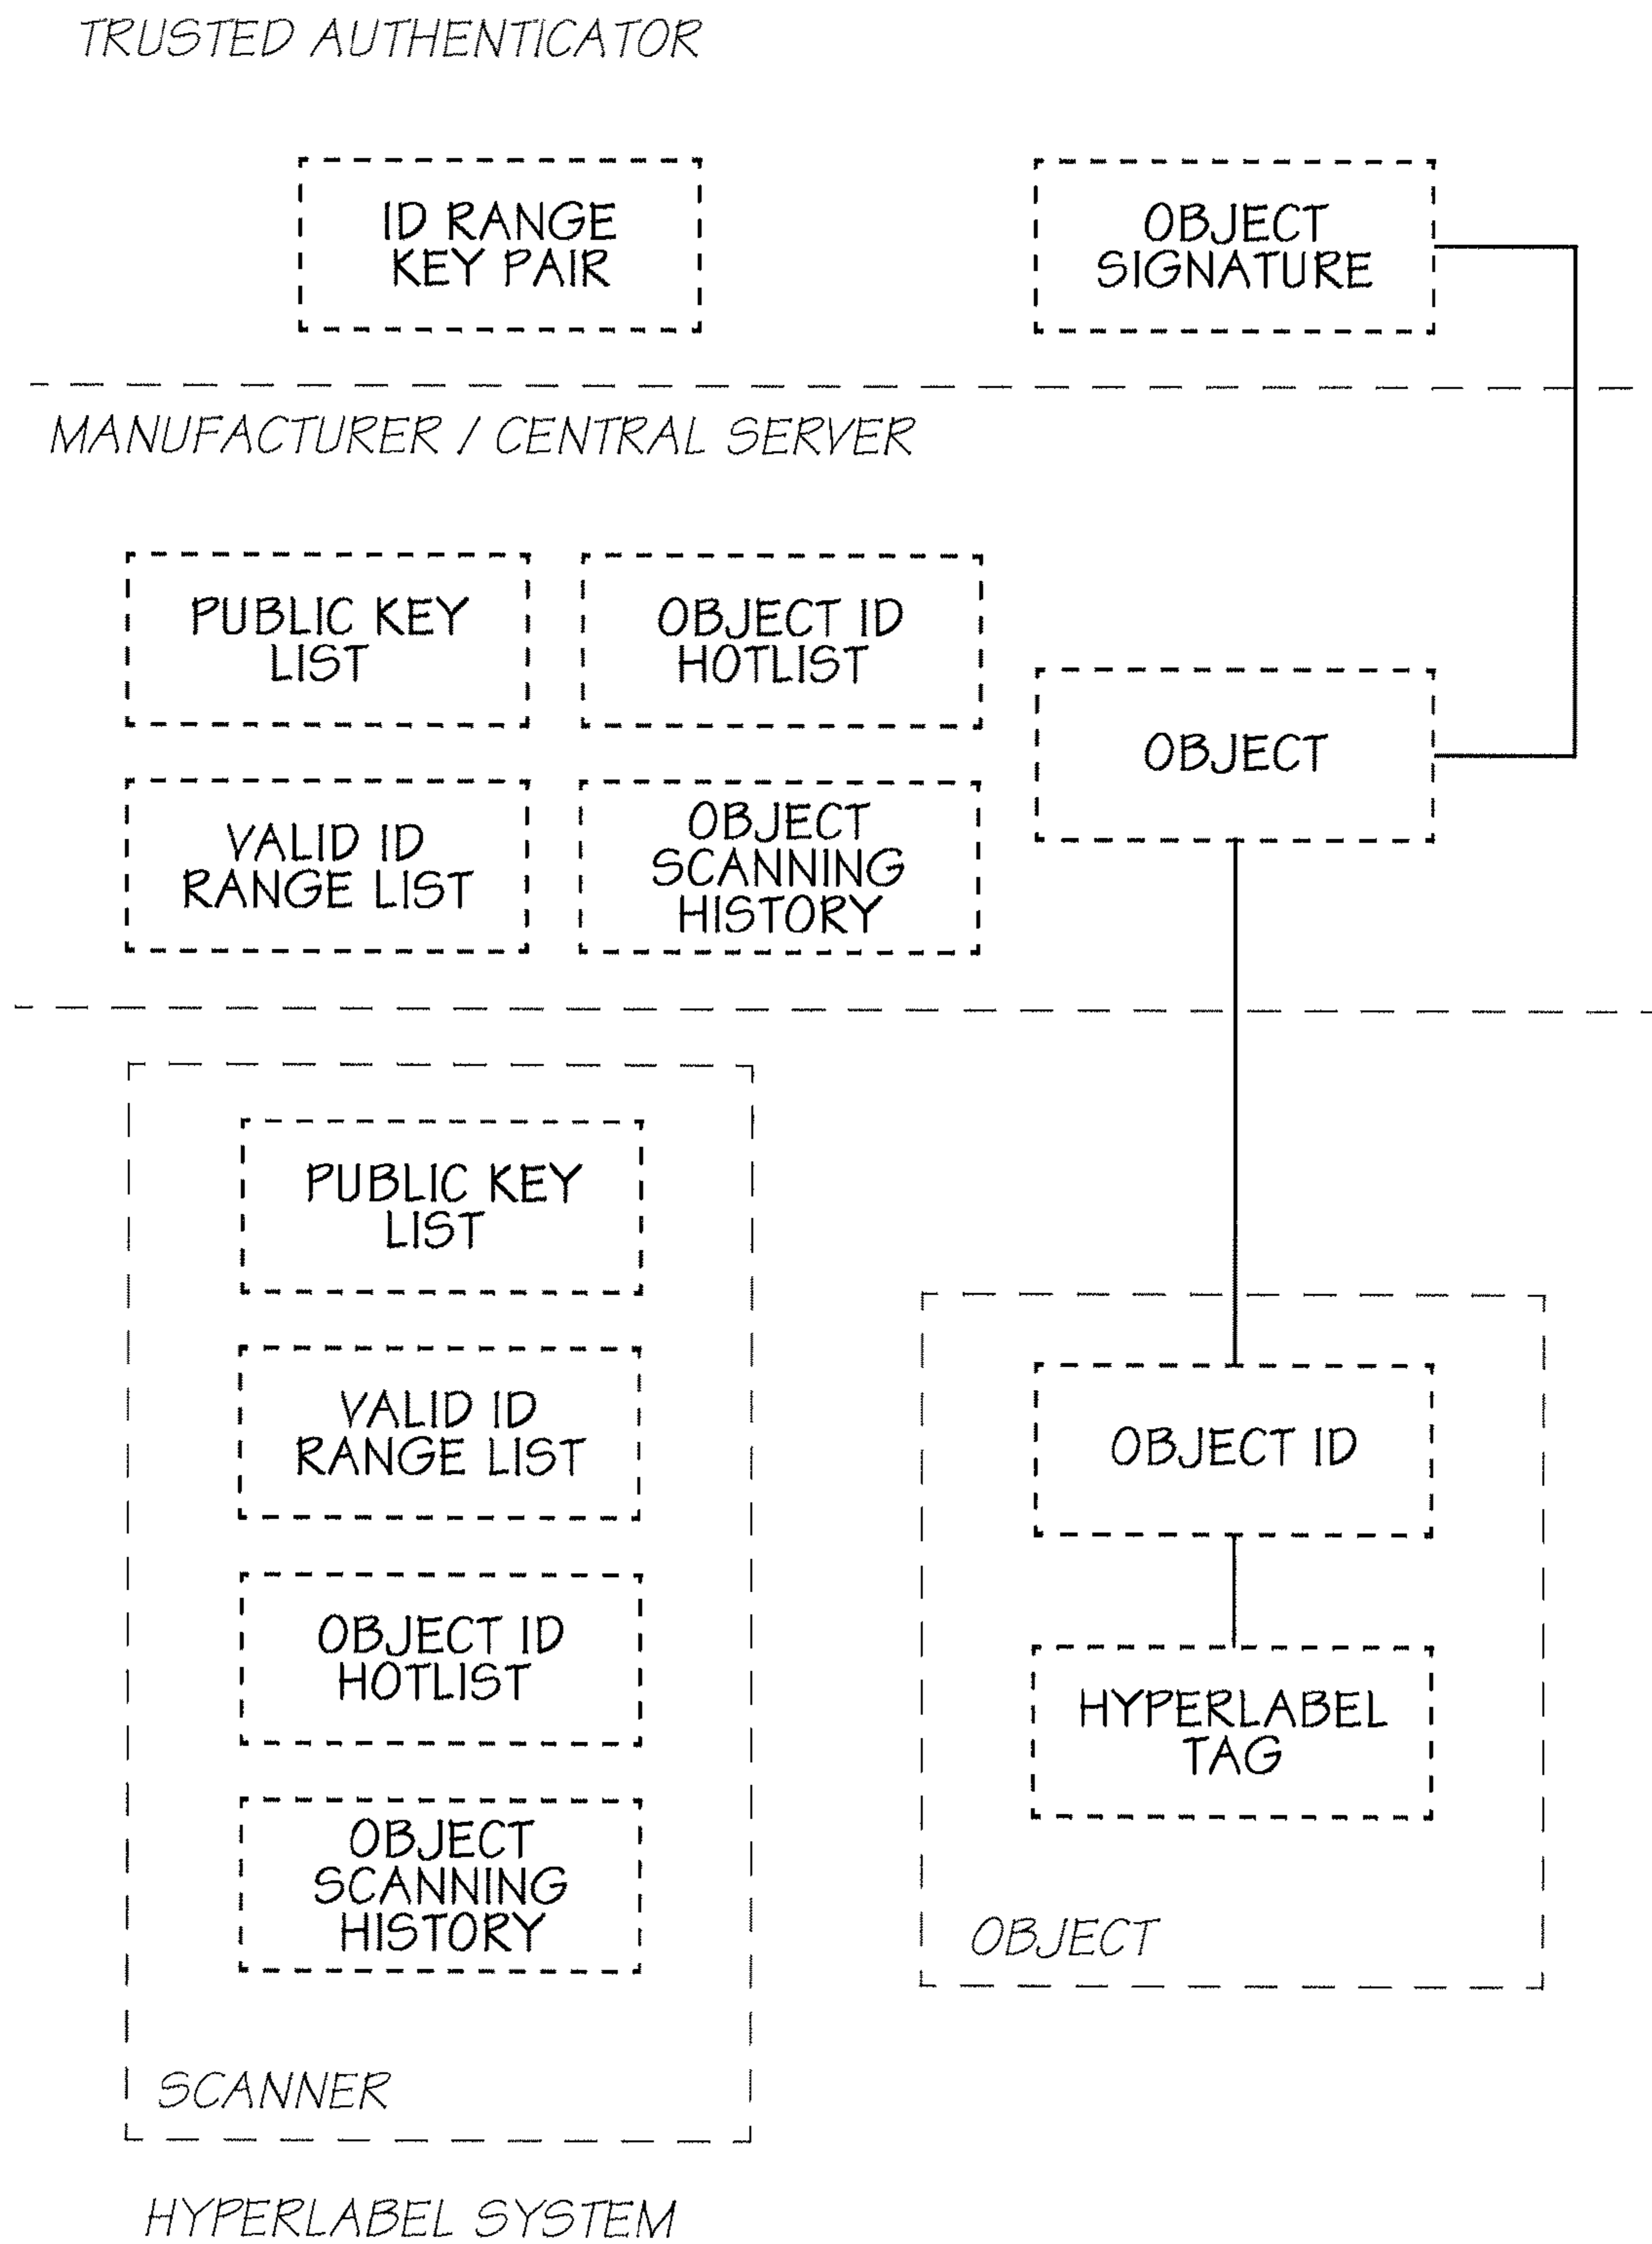 TRUSTED AUTHENTICATOR
ID RANGE
KEY PAIR
OBJECT
SIGNATURE
MANUFACTURER / CENTRAL SERVER
PUBLIC KEY
LIST
OBJECT ID
HOTLIST
OBJECT
VALID ID
RANGE LIST
OBJECT
SCANNING
HISTORY
PUBLIC KEY
LIST
VALID ID
RANGE LIST
OBJECT ID
HOTLIST
OBJECT
SCANNING
HISTORY
SCANNER
OBJECT ID
HYPERLABEL
TAG
OBJECT
HYPERLABEL SYSTEM